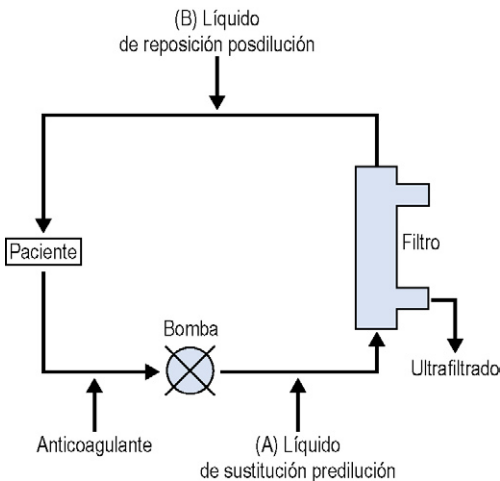 (B) Líquido
de reposición posdilución
Filtro
Paciente
Bomba
Ultrafiltrado
Anticoagulante
(A) Líquido
de sustitución predilución